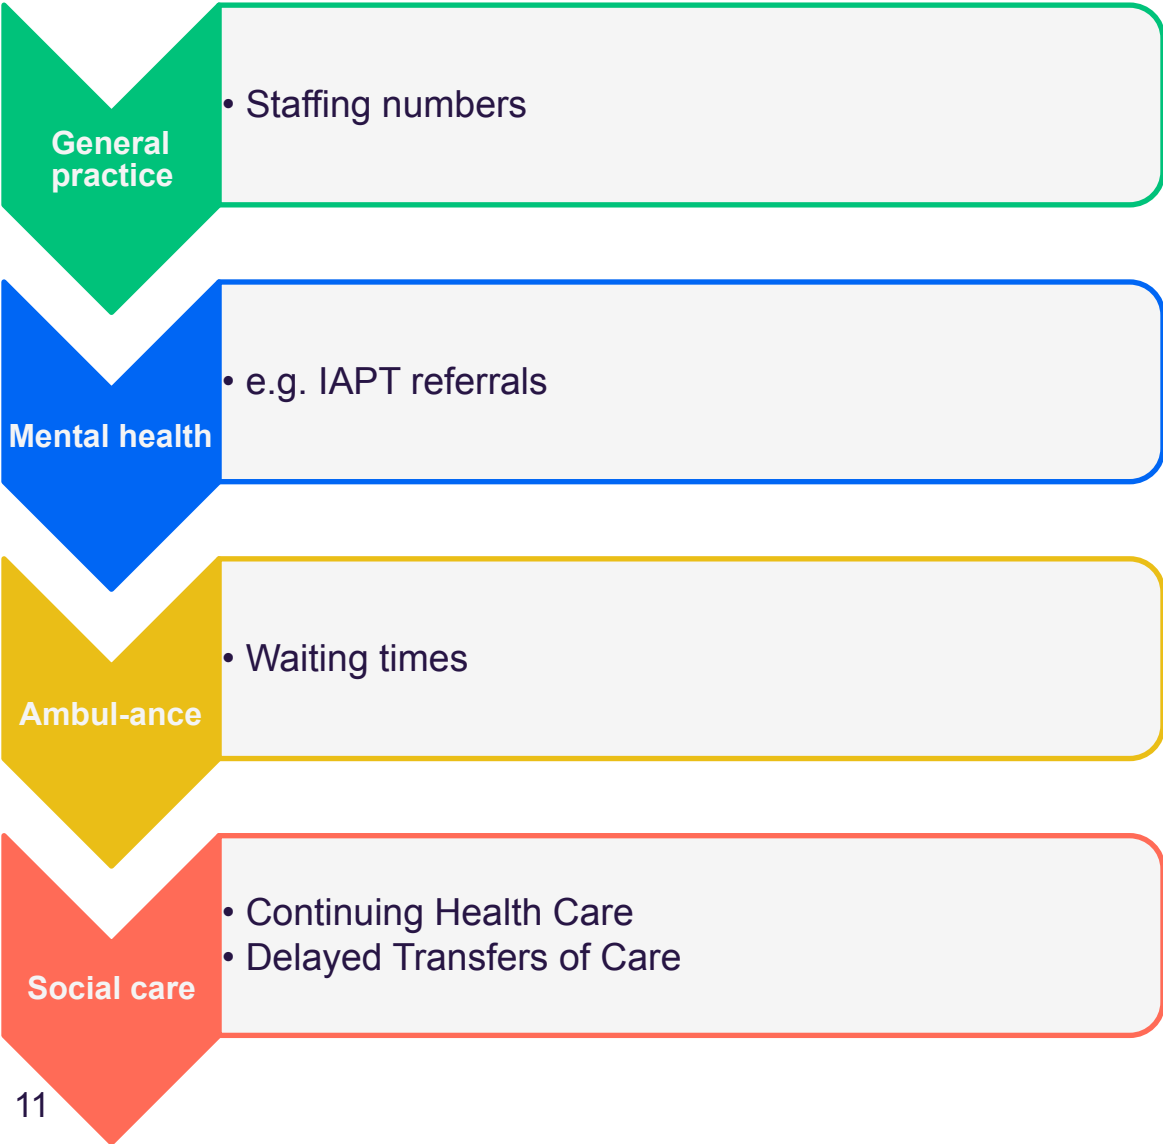 General
practice
• Staffing numbers
Mental health
• e.g. IAPT referrals
Ambul-ance
• Waiting times
Social care
• Continuing Health Care
• Delayed Transfers of Care
11